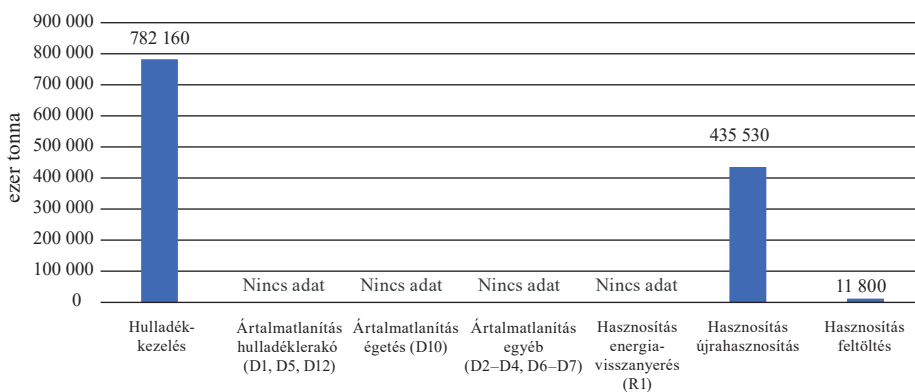 900 000
800 000
700 000
600 000
500 000
400 000
300 000
200 000
100 000
0
ezer tonna
782 160
Nincs adat
Nincs adat
Nincs adat
Nincs adat
435 530
11 800
Hulladék-
kezelés
Ártalmatlanítás
hulladéklerakó
(D1, D5, D12)
Ártalmatlanítás
égetés (D10)
Ártalmatlanítás
egyéb
(D2–D4, D6–D7)
Hasznosítás
energia-
visszanyerés
(R1)
Hasznosítás
újrahasznosítás
Hasznosítás
feltöltés